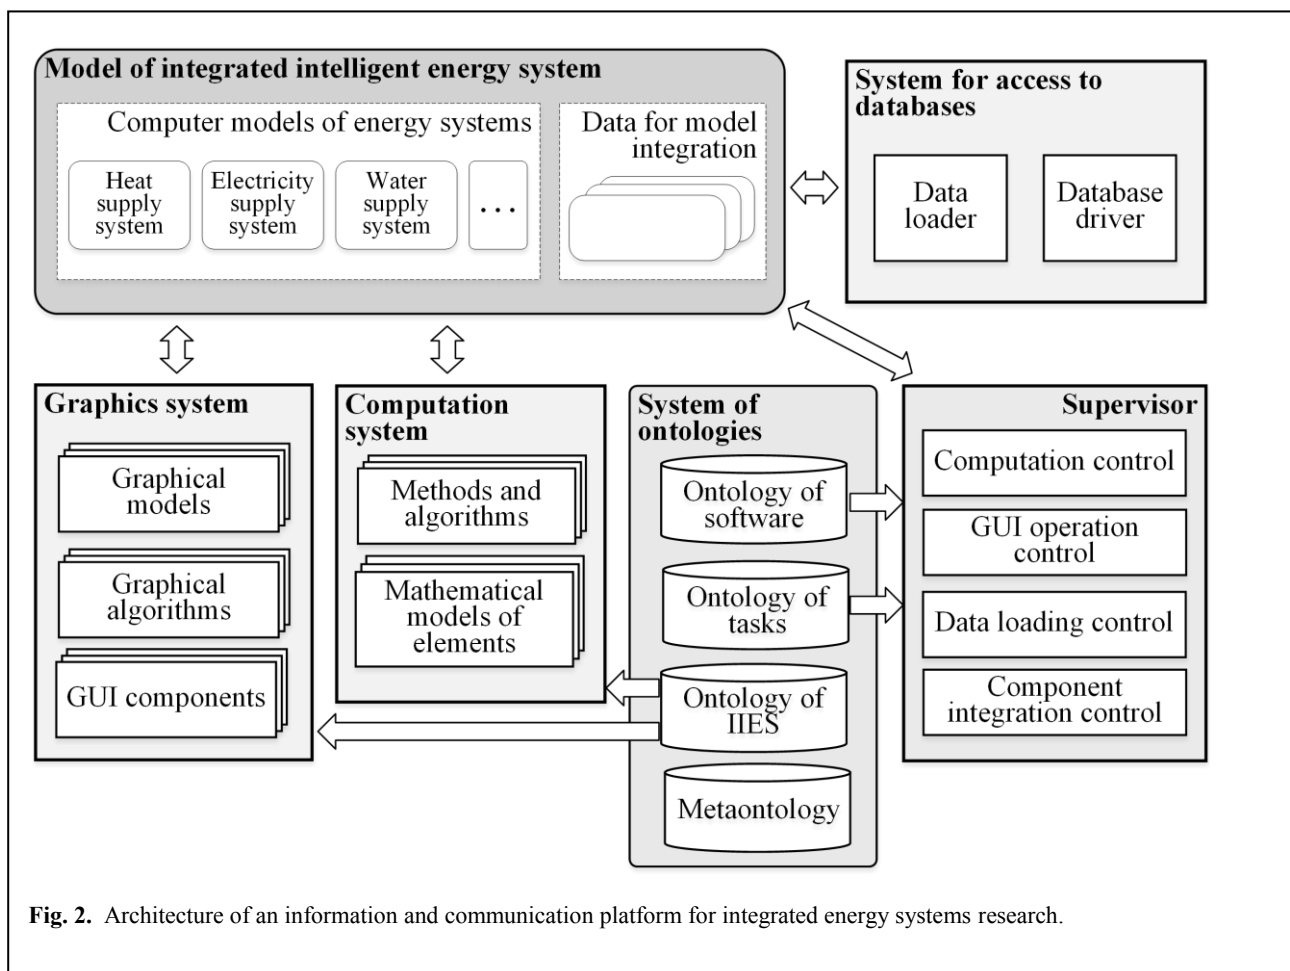 Model of integrated intelligent energy system
Computer models of energy systems
Heat
supply
system
Electricity
supply
system
Water
supply
system
...
Data for model
integration
System for access to
databases
Data
loader
Database
driver
Graphics system
Graphical
models
Graphical
algorithms
GUI components
Computation
system
Methods and
algorithms
Mathematical
models of
elements
System of
ontologies
Ontology of
software
Ontology of
tasks
Ontology of
IIES
Metaontology
Supervisor
Computation control
GUI operation
control
Data loading control
Component
integration control
Fig. 2. Architecture of an information and communication platform for integrated energy systems research.